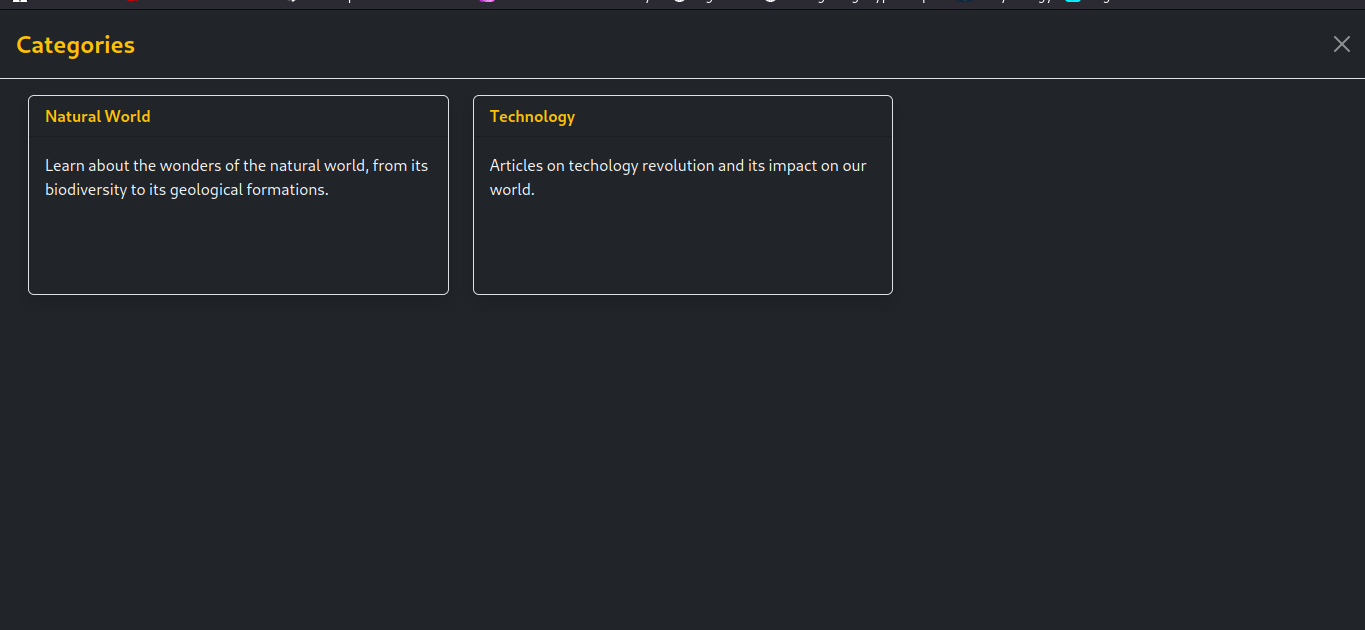 Categories
Natural World
Learn about the wonders of the natural world, from its
biodiversity to its geological formations.
Technology
Articles on techology revolution and its impact on our
world.